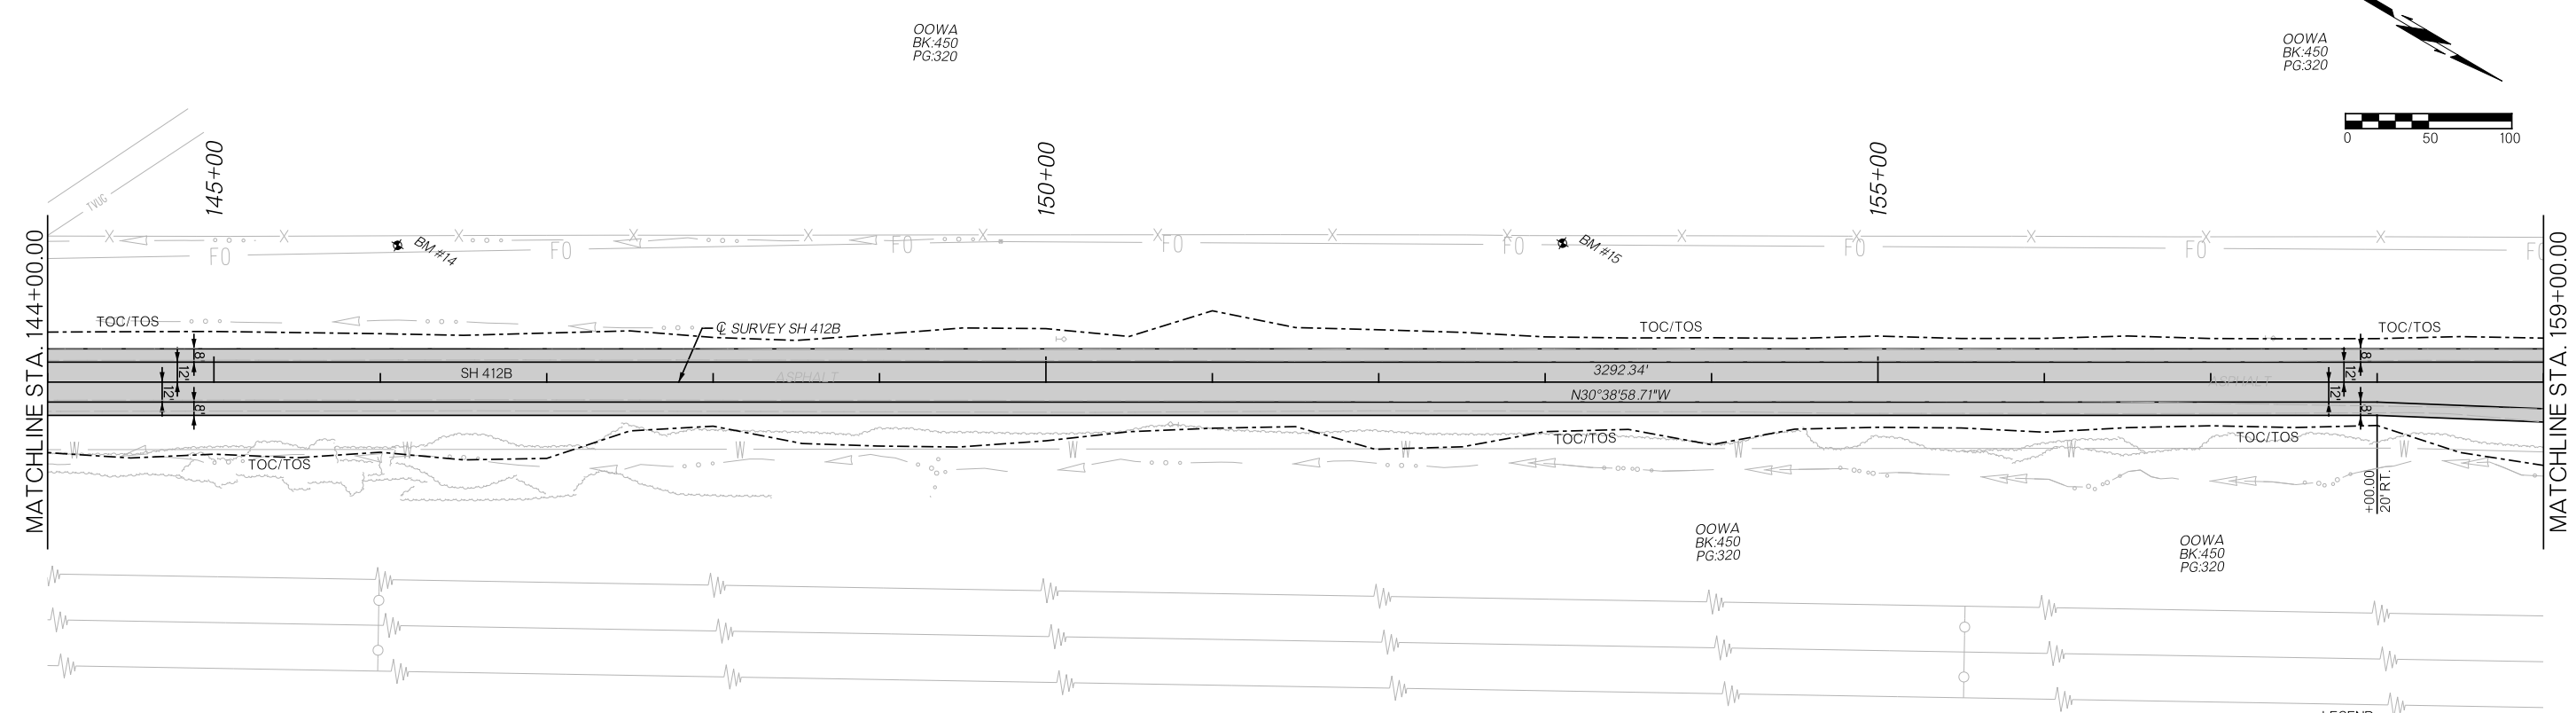 OOWA
BK:450
PG:320
OOWA
BK:450
PG:320
0 50 100
145+00
150+00
155+00
TVUG
MATCHLINE STA. 144+00.00
MATCHLINE STA. 159+00.00
X X X X X X X X X X X X X X
FO FO FO FO FO FO FO FO
BM #14
BM #15
TOC/TOS
TOC/TOS
TOC/TOS
℄ SURVEY SH 412B
8'
12'
12'
8'
SH 412B
ASPHALT
3292.34'
N30°38'58.71"W
ASPHALT
8'
12'
12'
8'
W W W W W W W W
TOC/TOS
TOC/TOS
TOC/TOS
+00.00
20' RT.
OOWA
BK:450
PG:320
OOWA
BK:450
PG:320